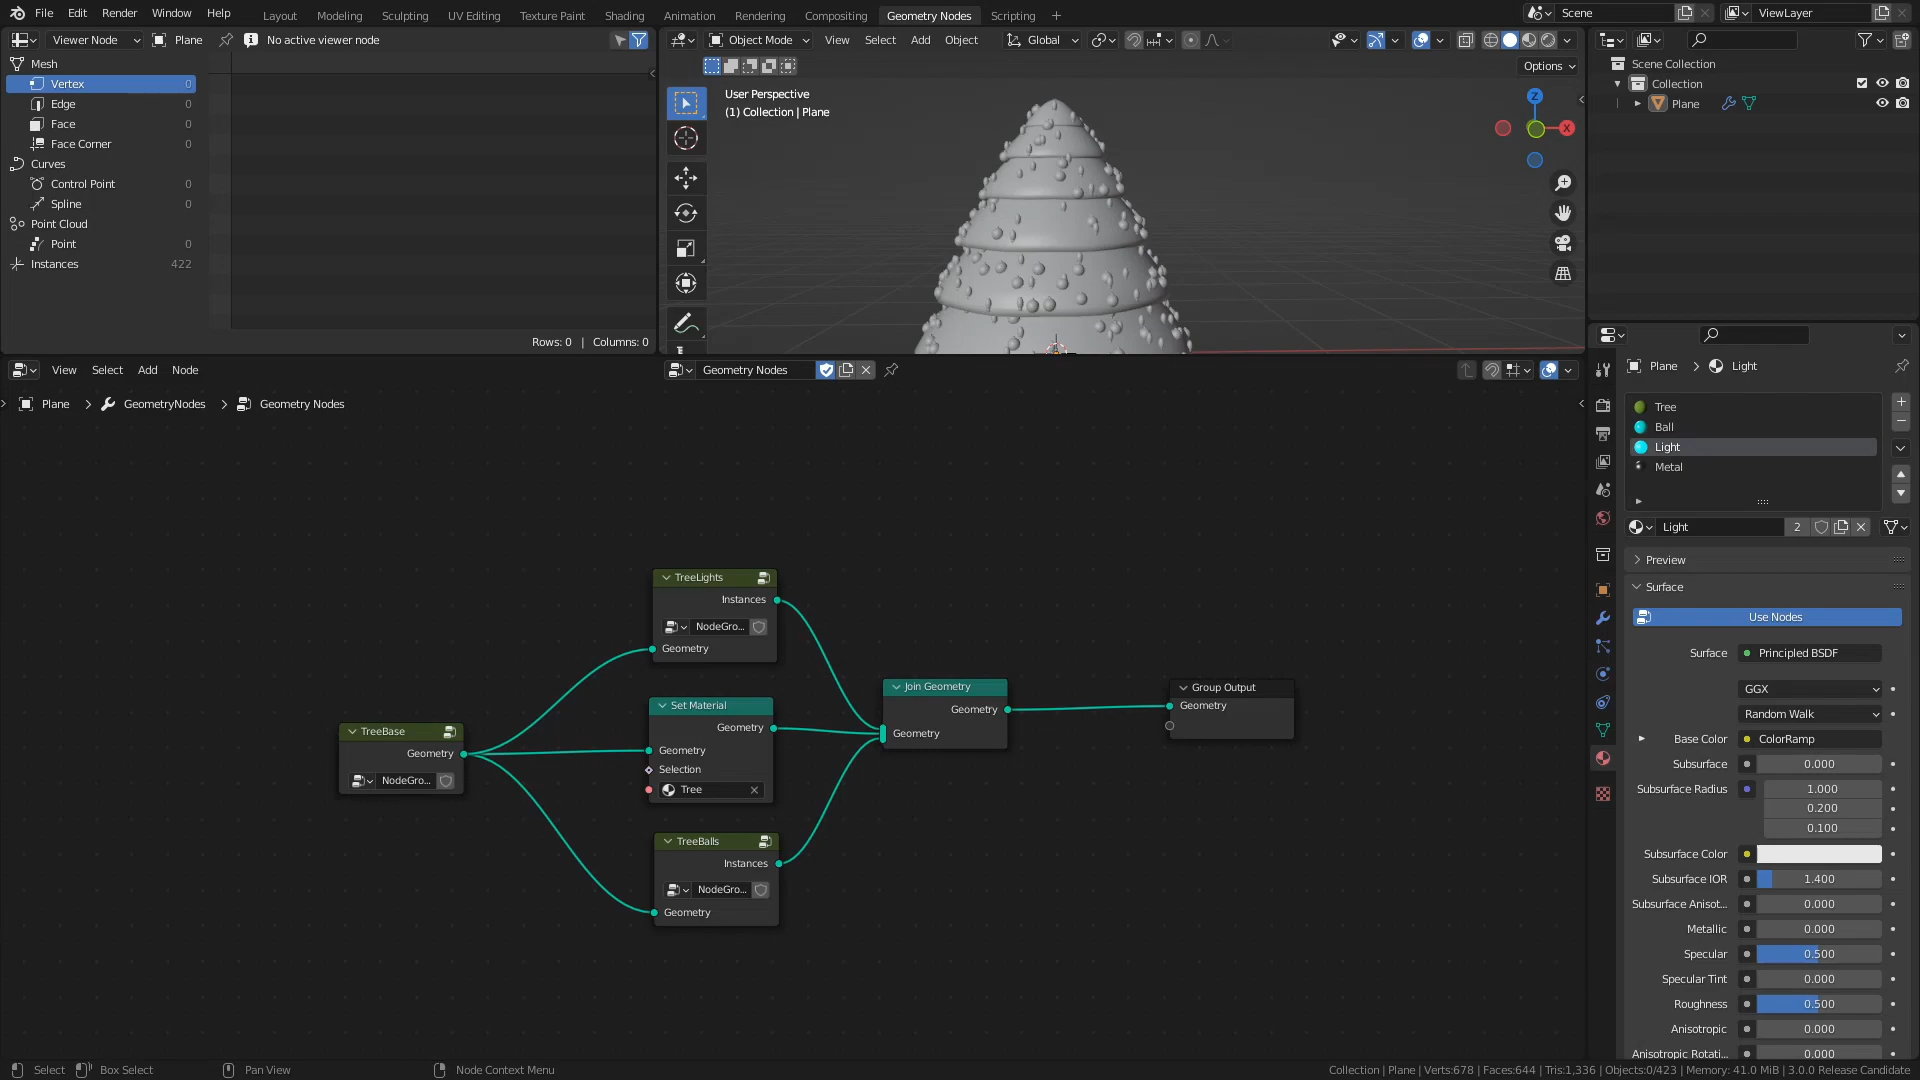 File Edit Render Window Help Layout Modeling Sculpting UV Editing Texture Paint Shading Animation Rendering Compositing Geometry Nodes Scripting + Scene ViewLayer
Viewer Node Plane No active viewer node
Mesh
Vertex 0
Edge 0
Face 0
Face Corner 0
Curves
Control Point 0
Spline 0
Point Cloud
Point 0
Instances 422
Rows: 0 | Columns: 0
Object Mode View Select Add Object Global
Options
User Perspective
(1) Collection | Plane
Z
X
Scene Collection
Collection
Plane
View Select Add Node Geometry Nodes
Plane > GeometryNodes > Geometry Nodes
TreeLights
Instances
NodeGro...
Geometry
Set Material
Geometry
Geometry
Selection
Tree
TreeBase
Geometry
NodeGro...
TreeBalls
Instances
NodeGro...
Geometry
Join Geometry
Geometry
Geometry
Group Output
Geometry
Plane > Light
Tree
Ball
Light
Metal
Light 2
Preview
Surface
Use Nodes
Surface Principled BSDF
GGX
Random Walk
Base Color ColorRamp
Subsurface 0.000
Subsurface Radius 1.000
0.200
0.100
Subsurface Color
Subsurface IOR 1.400
Subsurface Anisot... 0.000
Metallic 0.000
Specular 0.500
Specular Tint 0.000
Roughness 0.500
Anisotropic 0.000
Anisotropic Rotati... 0.000
Select Box Select Pan View Node Context Menu Collection | Plane | Verts:678 | Faces:644 | Tris:1,336 | Objects:0/423 | Memory: 41.0 MiB | 3.0.0 Release Candidate